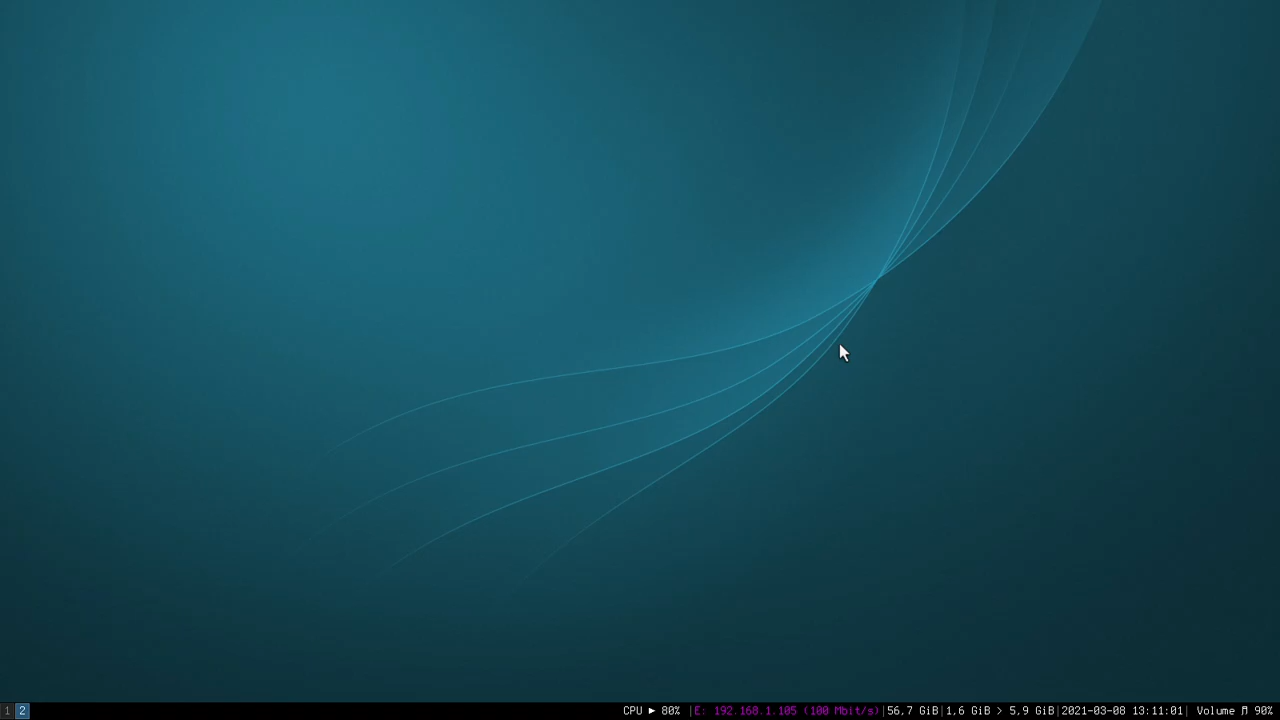 1 2 CPU ► 80% |E: 192.168.1.105 (100 Mbit/s)|56,7 GiB|1,6 GiB > 5,9 GiB|2021-03-08 13:11:01| Volume ♬ 90%